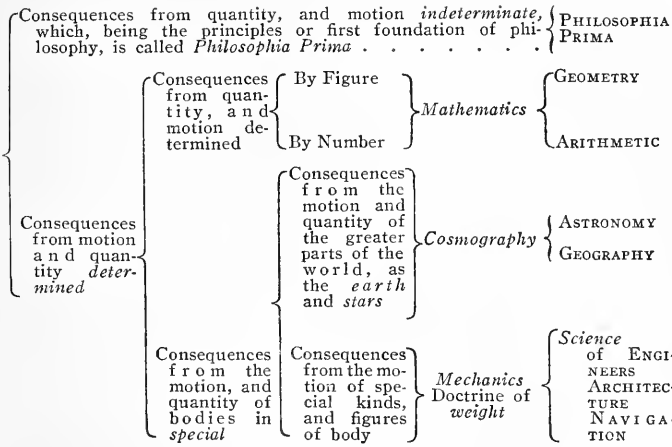 Consequences from quantity, and motion indeterminate,
which, being the principles or first foundation of phi-
losophy, is called Philosophia Prima . . . . . . .
PHILOSOPHIA
PRIMA
Consequences
from motion
and quan-
tity deter-
mined
Consequences
from quan-
tity, and
motion de-
termined
By Figure
By Number
Mathematics
GEOMETRY
ARITHMETIC
Consequences
from the
motion, and
quantity of
bodies in
special
Consequences
from the
motion and
quantity of
the greater
parts of the
world, as
the earth
and stars
Cosmography
ASTRONOMY
GEOGRAPHY
Consequences
from the mo-
tion of spe-
cial kinds,
and figures
of body
Mechanics
Doctrine of
weight
Science
of ENGI-
NEERS
ARCHITEC-
TURE
NAVIGA-
TION